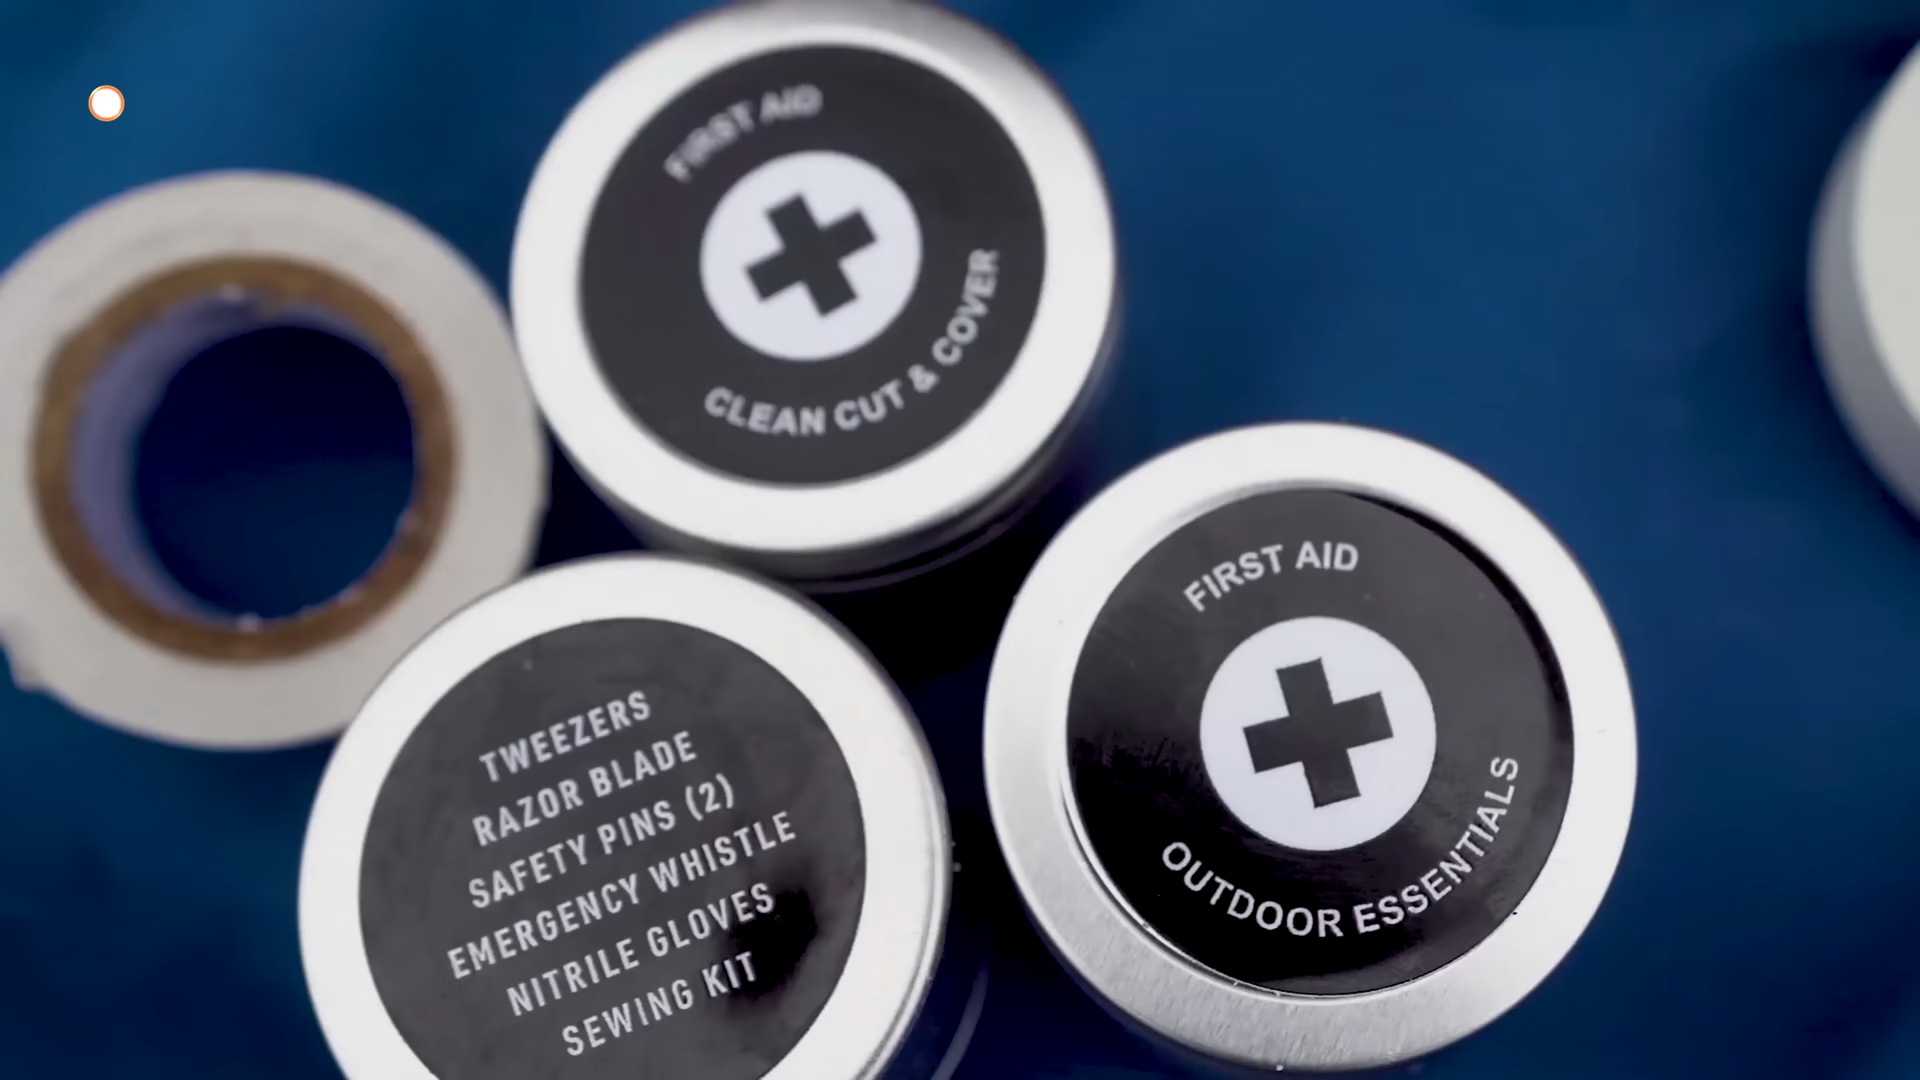 FIRST AID
CLEAN CUT & COVER
FIRST AID
OUTDOOR ESSENTIALS
TWEEZERS
RAZOR BLADE
SAFETY PINS (2)
EMERGENCY WHISTLE
NITRILE GLOVES
SEWING KIT